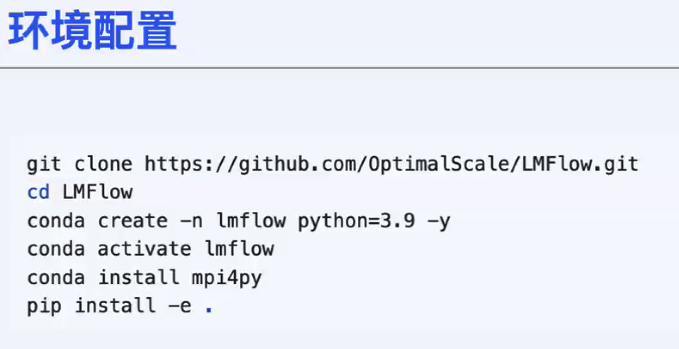 环境配置
git clone https://github.com/OptimalScale/LMFlow.git
cd LMFlow
conda create -n lmflow python=3.9 -y
conda activate lmflow
conda install mpi4py
pip install -e .